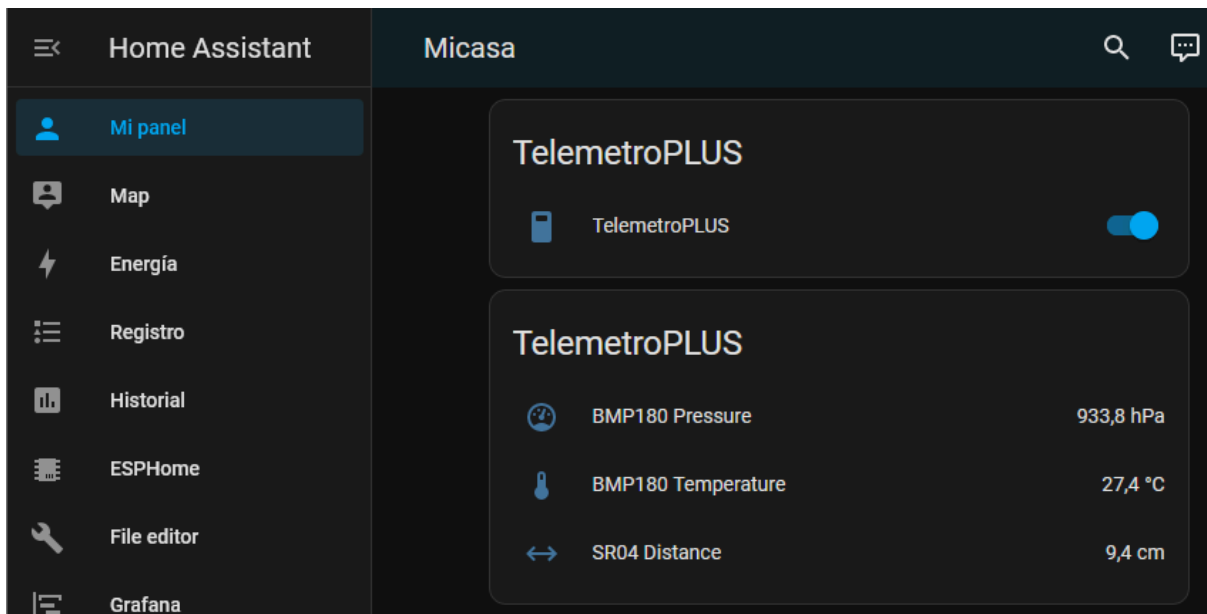 Home Assistant
Mi panel
Map
Energía
Registro
Historial
ESPHome
File editor
Grafana
Micasa
TelemetroPLUS
TelemetroPLUS
TelemetroPLUS
BMP180 Pressure 933,8 hPa
BMP180 Temperature 27,4 °C
SR04 Distance 9,4 cm